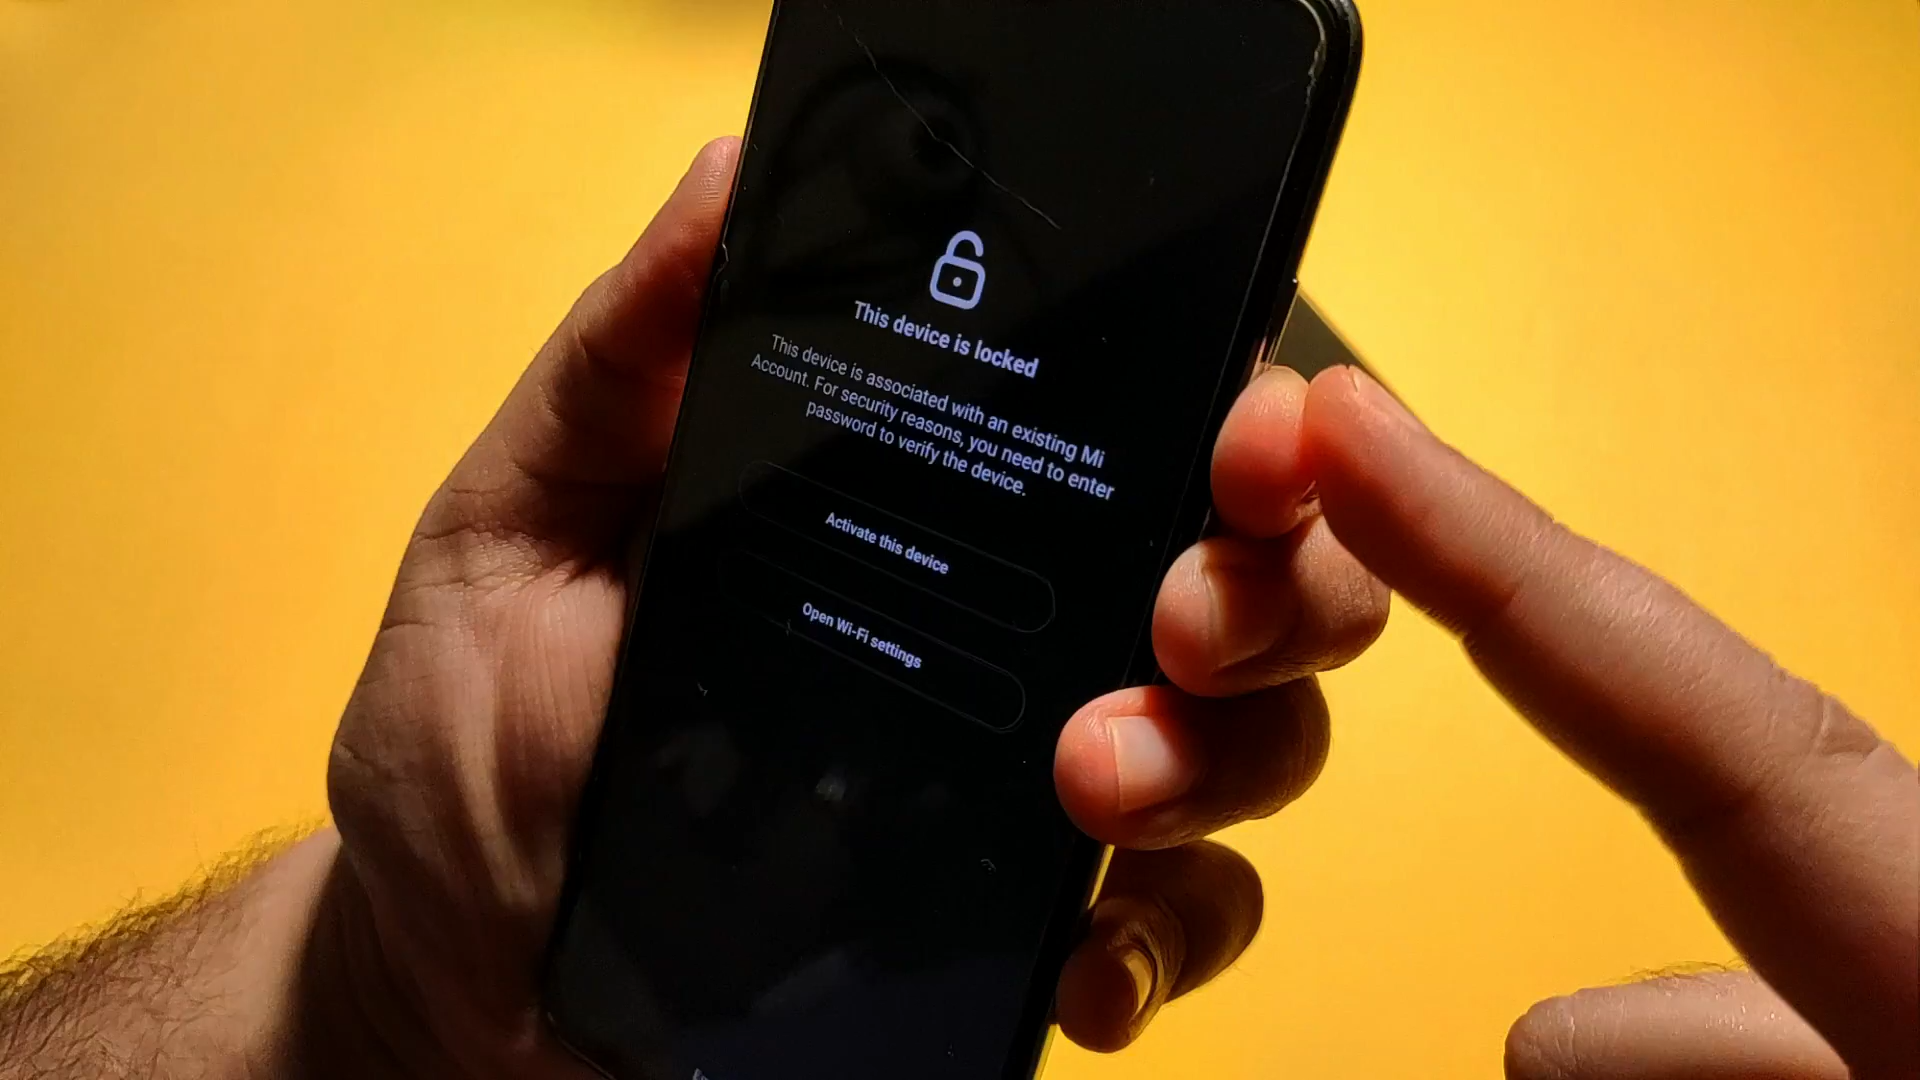 This device is locked
This device is associated with an existing Mi
Account. For security reasons, you need to enter
password to verify the device.
Activate this device
Open Wi-Fi settings